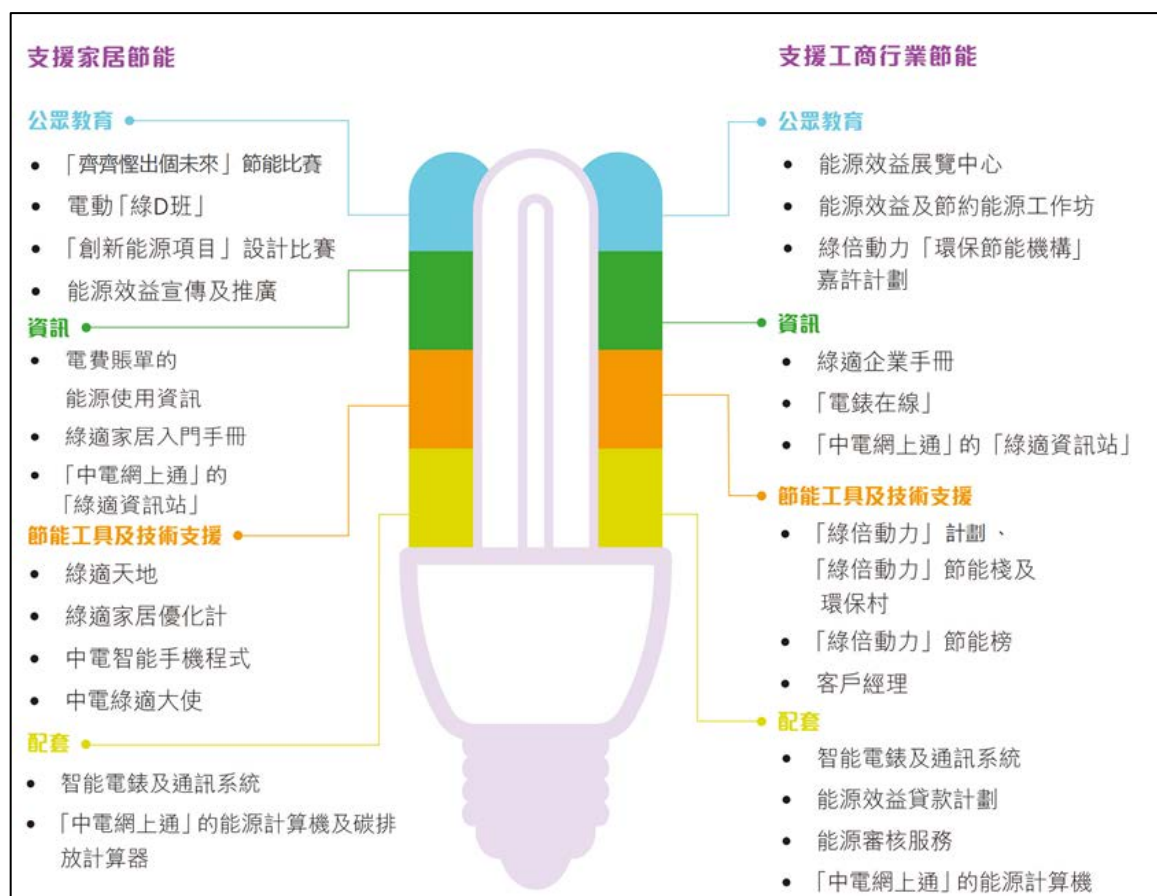 支援家居節能
公眾教育
• 「齊齊慳出個未來」節能比賽
• 電動「綠D班」
• 「創新能源項目」設計比賽
• 能源效益宣傳及推廣
資訊
• 電費賬單的
能源使用資訊
• 綠適家居入門手冊
• 「中電網上通」的
「綠適資訊站」
節能工具及技術支援
• 綠適天地
• 綠適家居優化計
• 中電智能手機程式
• 中電綠適大使
配套
• 智能電錶及通訊系統
• 「中電網上通」的能源計算機及碳排
放計算器
支援工商行業節能
公眾教育
• 能源效益展覽中心
• 能源效益及節約能源工作坊
• 綠倍動力「環保節能機構」
嘉許計劃
資訊
• 綠適企業手冊
• 「電錶在線」
• 「中電網上通」的「綠適資訊站」
節能工具及技術支援
• 「綠倍動力」計劃、
「綠倍動力」節能棧及
環保村
• 「綠倍動力」節能榜
• 客戶經理
配套
• 智能電錶及通訊系統
• 能源效益貸款計劃
• 能源審核服務
• 「中電網上通」的能源計算機